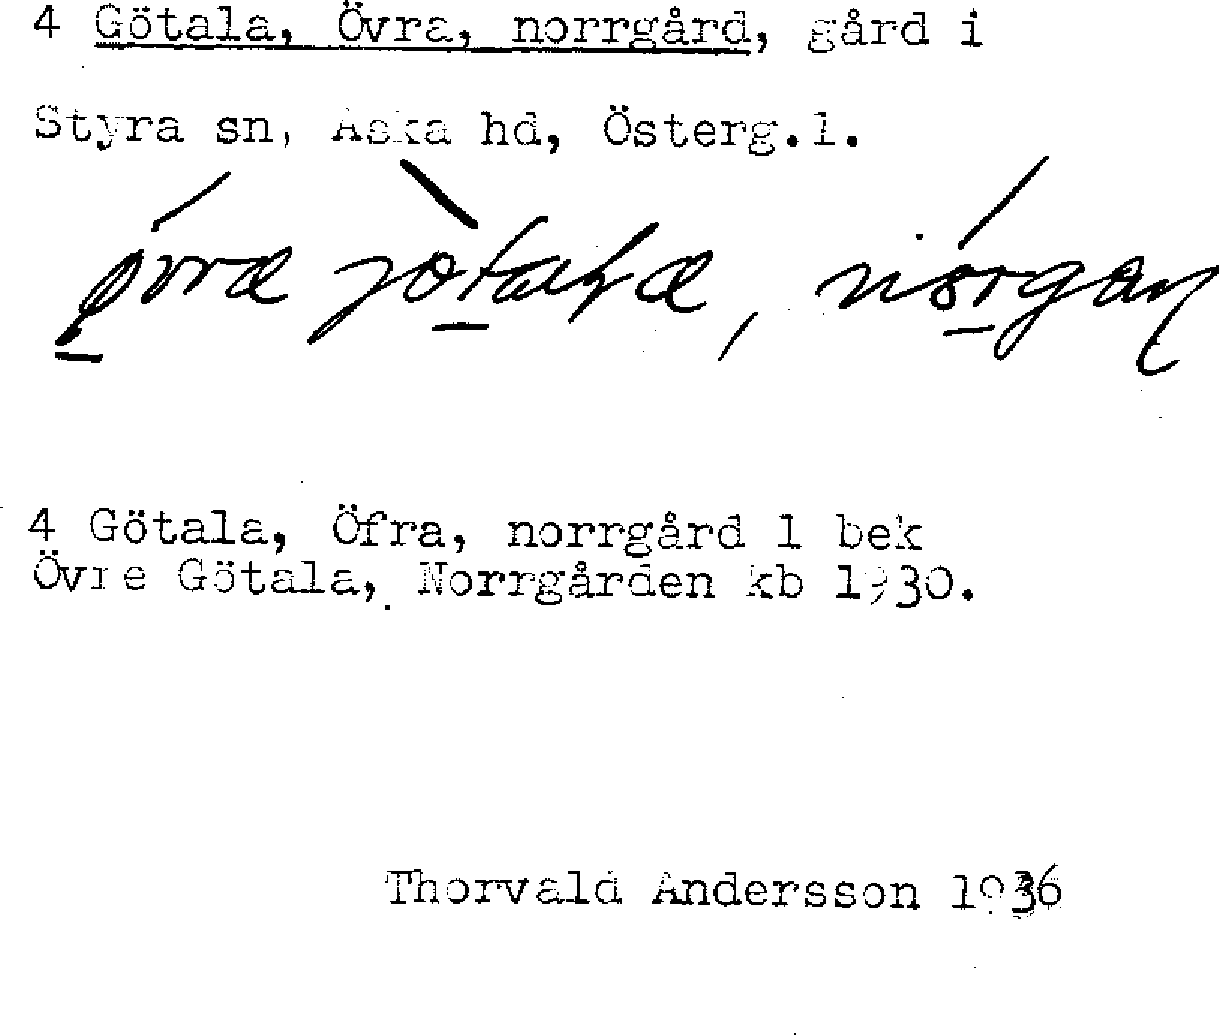 4 Götala, Övra, norrgård, gård i
Styra sn, Aska hd, Österg.l.
4 Götala, Öfra, norrgård 1 bek
Övre Götala, Norrgården kb 1930.
Thorvald Andersson 1936